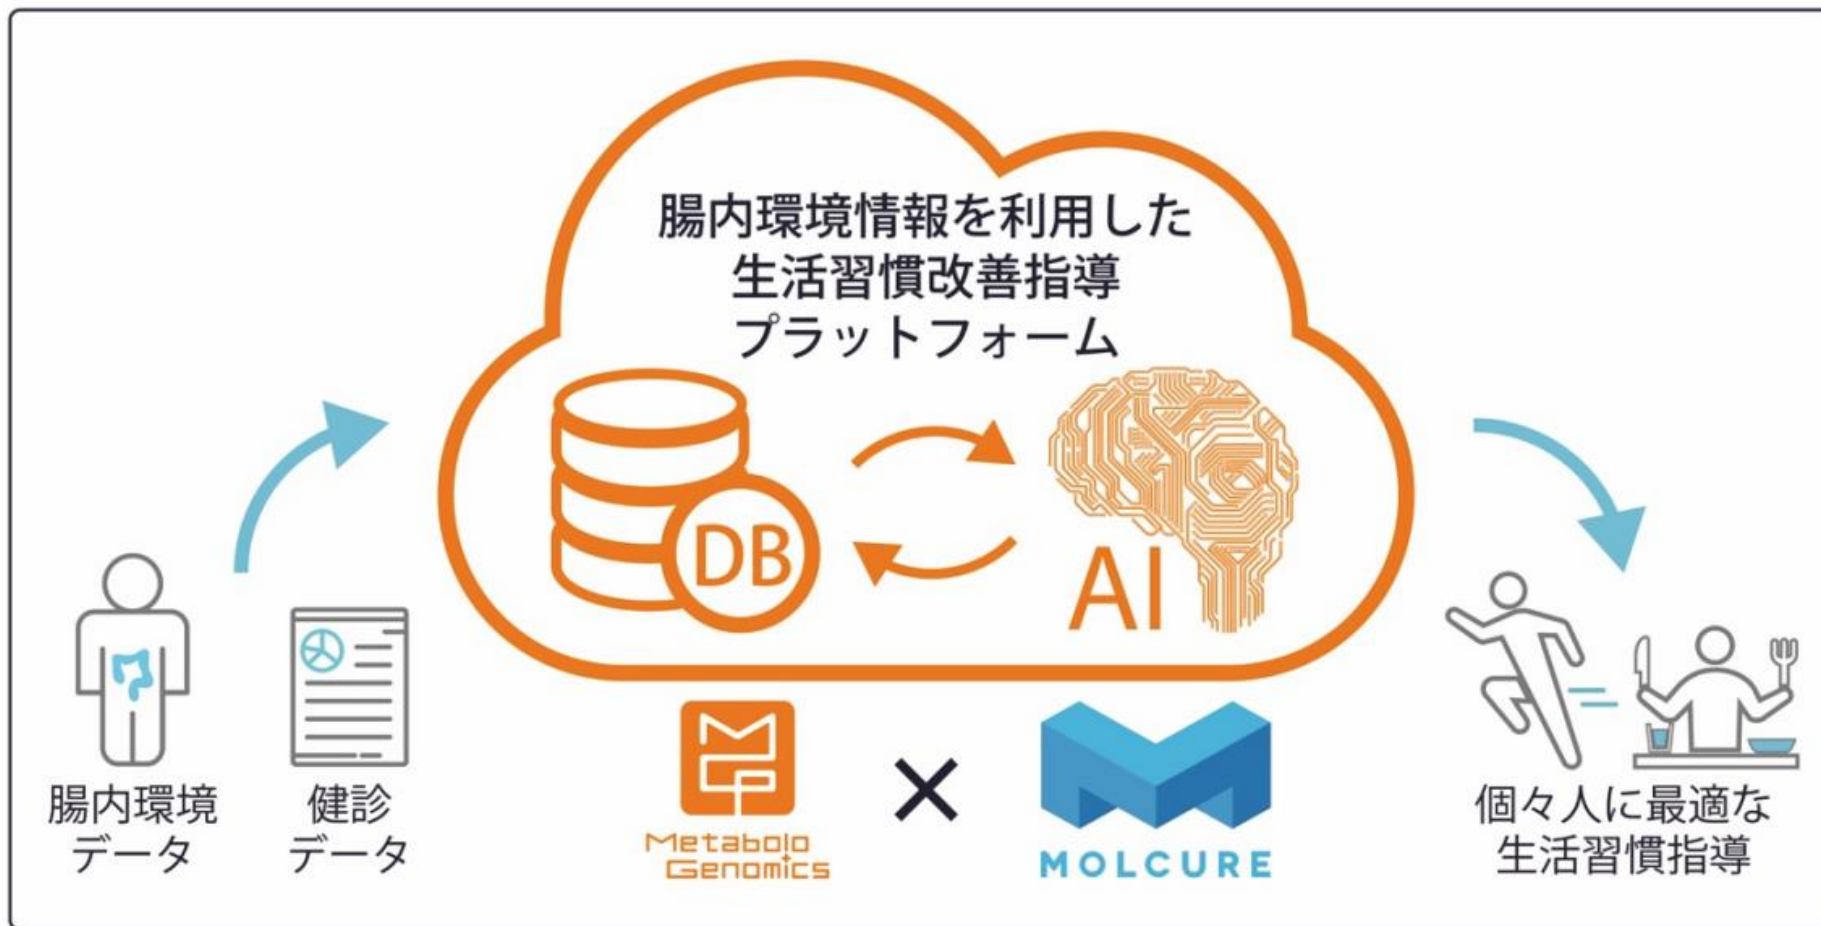 腸内環境情報を利用した
生活習慣改善指導
プラットフォーム
DB
AI
腸内環境
データ
健診
データ
Metabolo
Genomics
×
MOLCURE
個々人に最適な
生活習慣指導